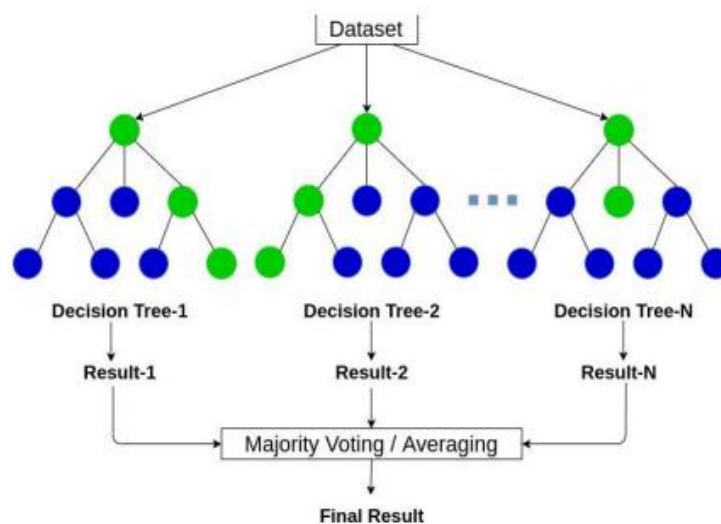 Dataset
Decision Tree-1
Decision Tree-2
Decision Tree-N
Result-1
Result-2
Result-N
Majority Voting / Averaging
Final Result